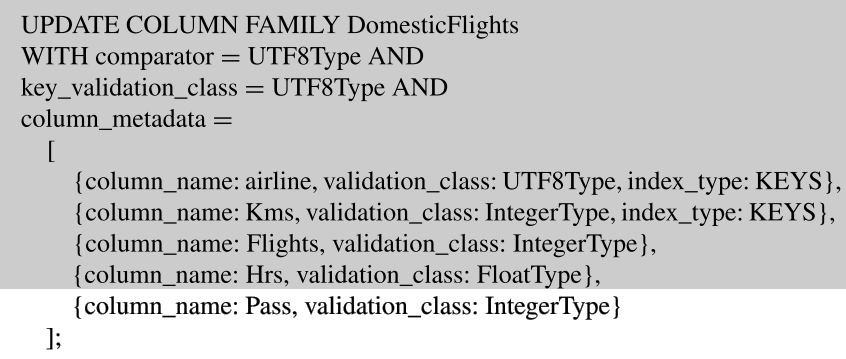 UPDATE COLUMN FAMILY DomesticFlights
WITH comparator = UTF8Type AND
key_validation_class = UTF8Type AND
column_metadata =
[
{column_name: airline, validation_class: UTF8Type, index_type: KEYS},
{column_name: Kms, validation_class: IntegerType, index_type: KEYS},
{column_name: Flights, validation_class: IntegerType},
{column_name: Hrs, validation_class: FloatType},
{column_name: Pass, validation_class: IntegerType}
];